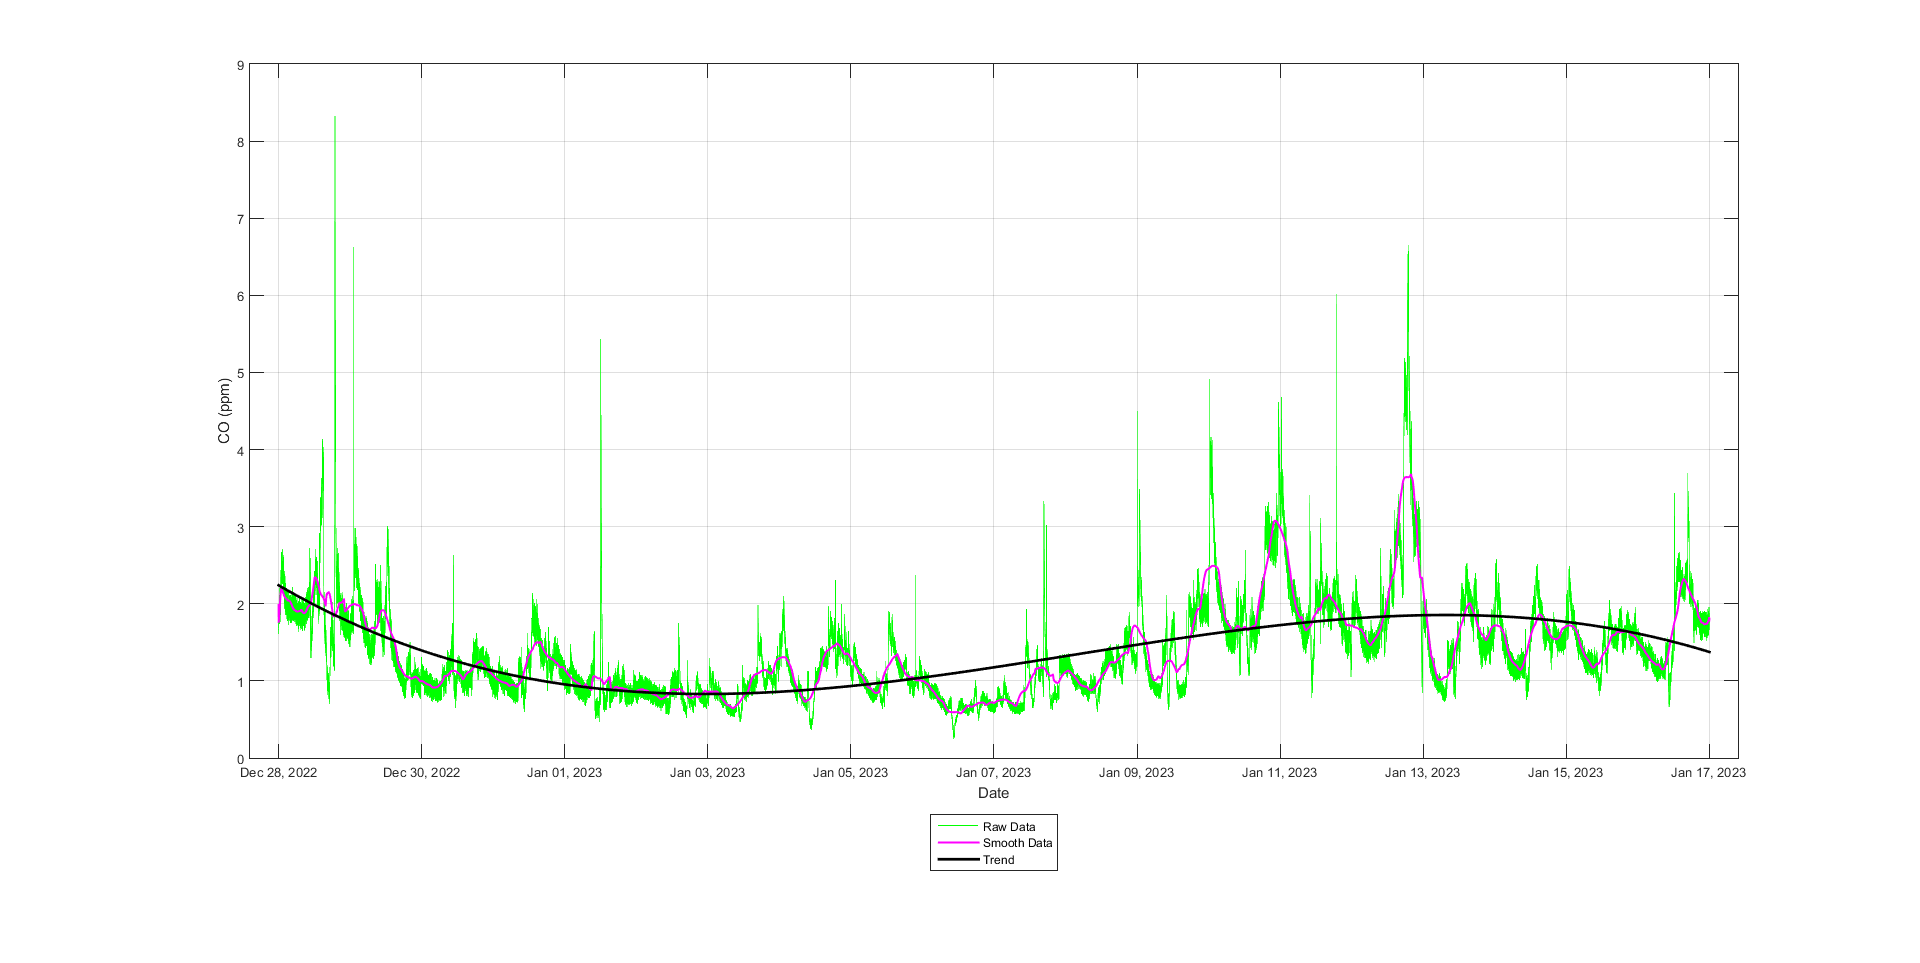 9
8
7
6
5
4
3
2
1
0
CO (ppm)
Dec 28, 2022 Dec 30, 2022 Jan 01, 2023 Jan 03, 2023 Jan 05, 2023 Jan 07, 2023 Jan 09, 2023 Jan 11, 2023 Jan 13, 2023 Jan 15, 2023 Jan 17, 2023
Date
Raw Data
Smooth Data
Trend